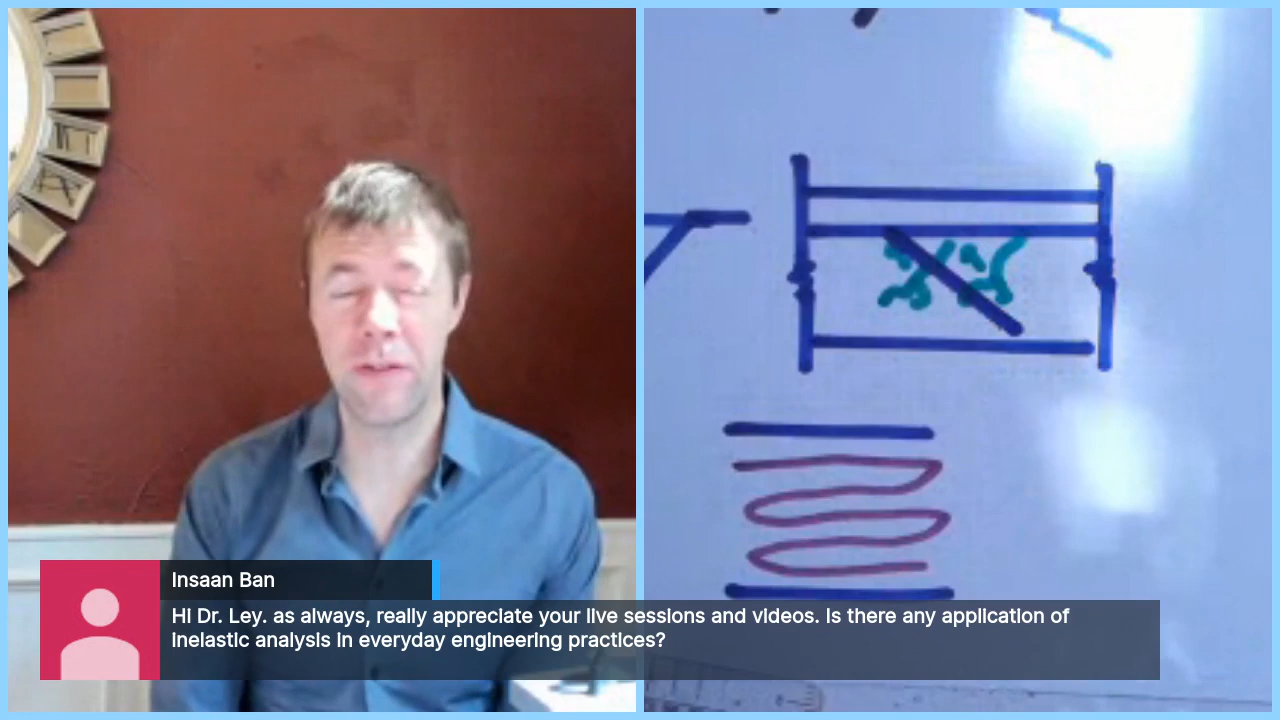 Insaan Ban
Hi Dr. Ley. as always, really appreciate your live sessions and videos. Is there any application of
inelastic analysis in everyday engineering practices?